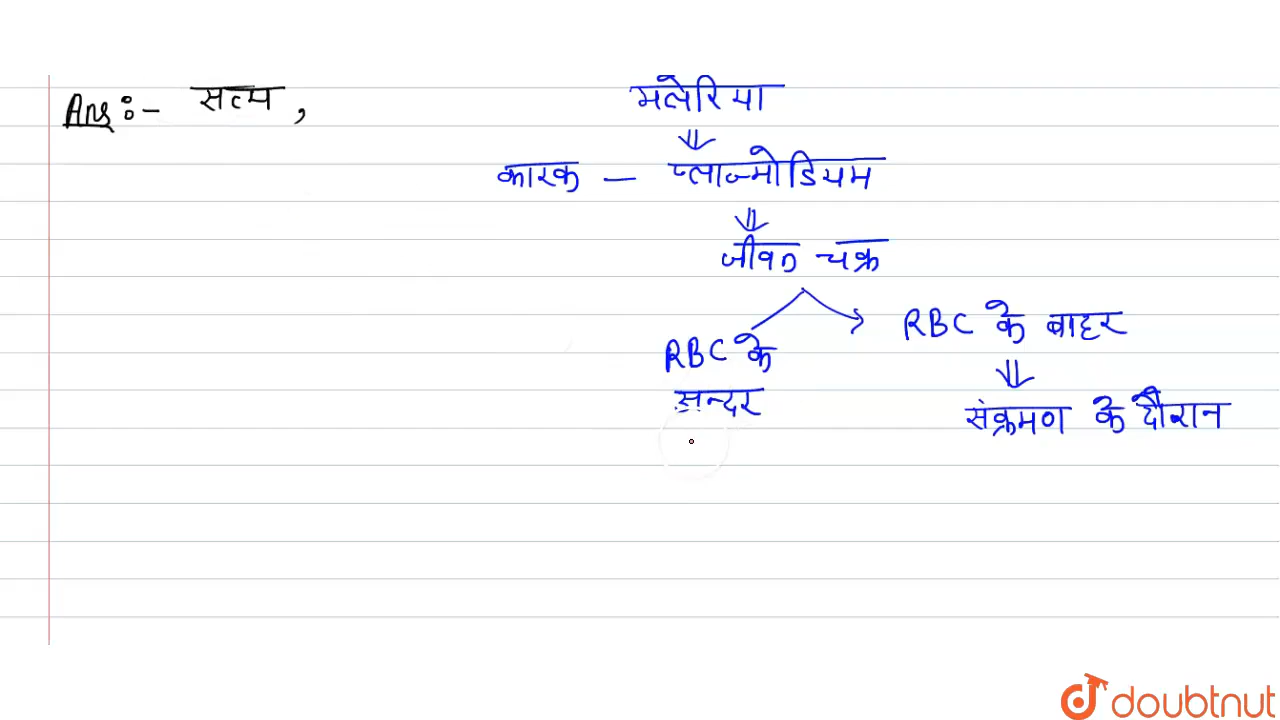 Ans :- सत्य ,
मलेरिया
⇓
कारक — प्लाज्मोडियम
⇓
जीवन चक्र
RBC के अन्दर
RBC के बाहर
⇓
संक्रमण के दौरान
doubtnut